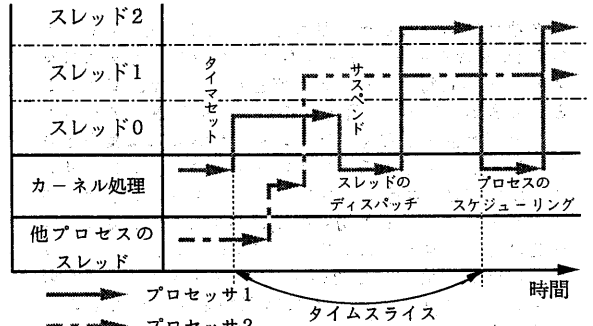 スレッド2
スレッド1
スレッド0
カーネル処理
他プロセスの
スレッド
タイマセット
サスペンド
スレッドの
ディスパッチ
プロセスの
スケジューリング
時間
タイムスライス
プロセッサ1
プロセッサ2